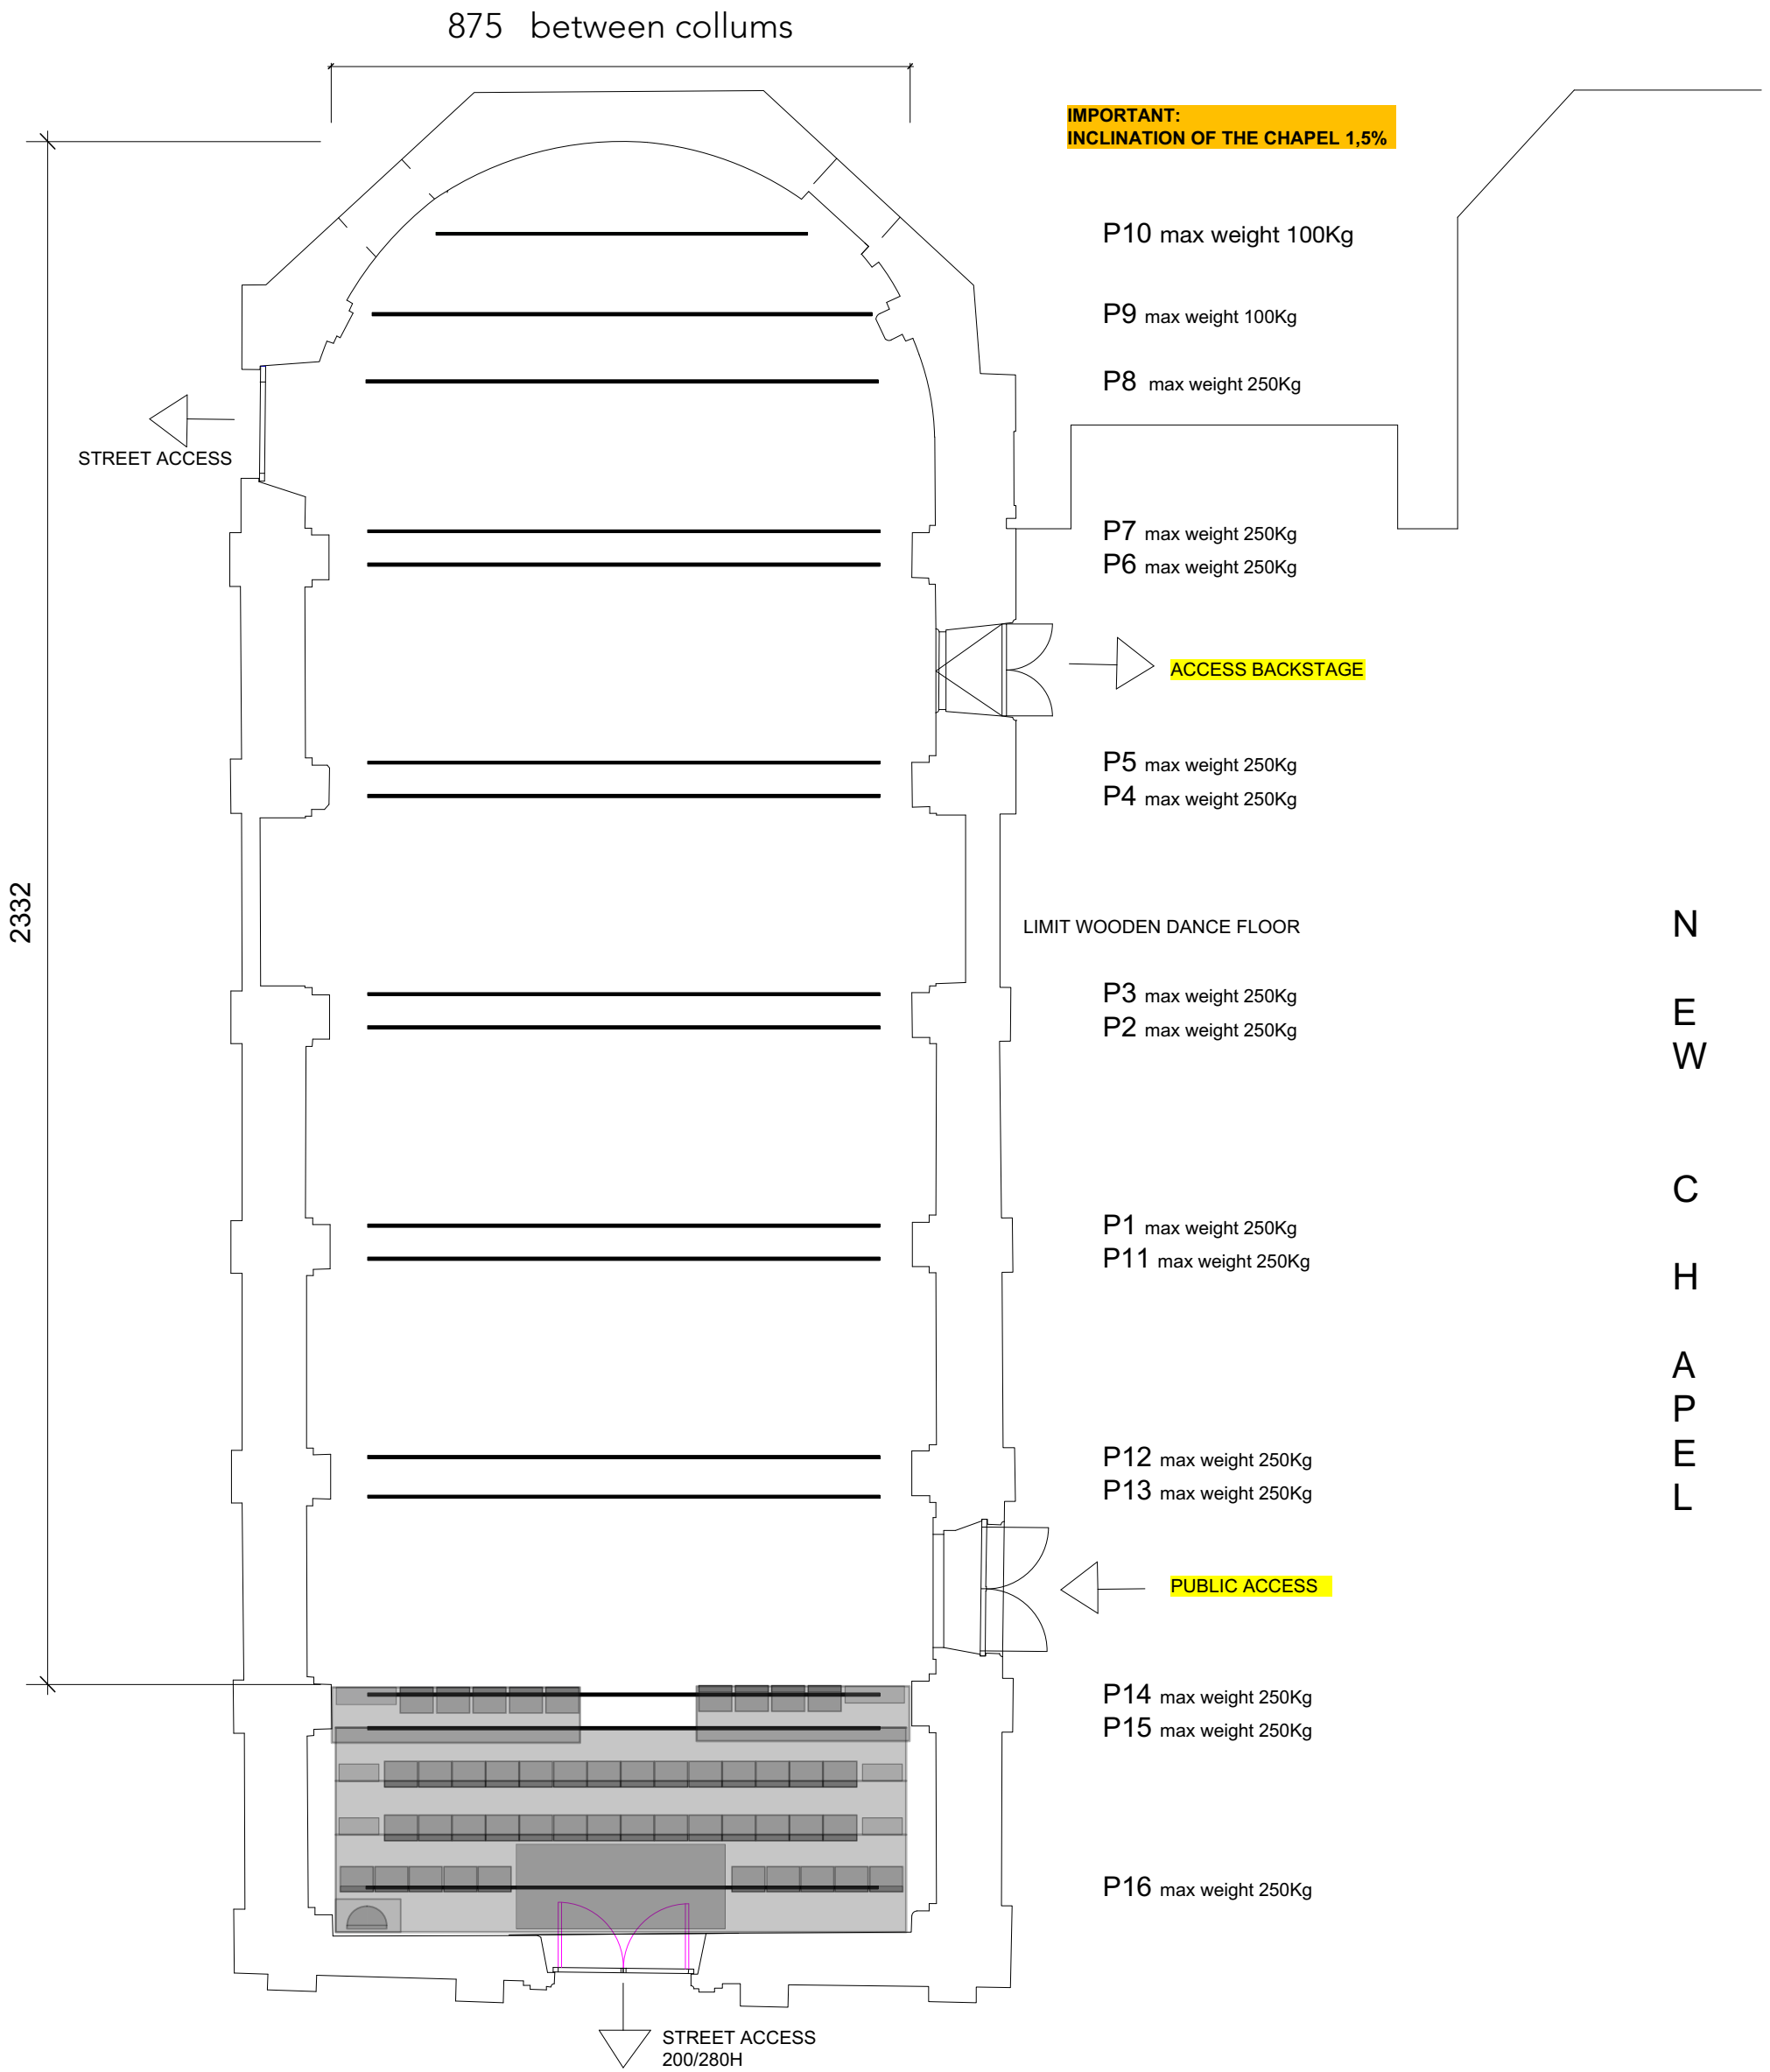 875 between collums
IMPORTANT:
INCLINATION OF THE CHAPEL 1,5%
P10 max weight 100Kg
P9 max weight 100Kg
P8 max weight 250Kg
STREET ACCESS
P7 max weight 250Kg
P6 max weight 250Kg
ACCESS BACKSTAGE
P5 max weight 250Kg
P4 max weight 250Kg
2332
LIMIT WOODEN DANCE FLOOR
P3 max weight 250Kg
P2 max weight 250Kg
P1 max weight 250Kg
P11 max weight 250Kg
P12 max weight 250Kg
P13 max weight 250Kg
PUBLIC ACCESS
P14 max weight 250Kg
P15 max weight 250Kg
P16 max weight 250Kg
STREET ACCESS
200/280H
NEW CHAPEL